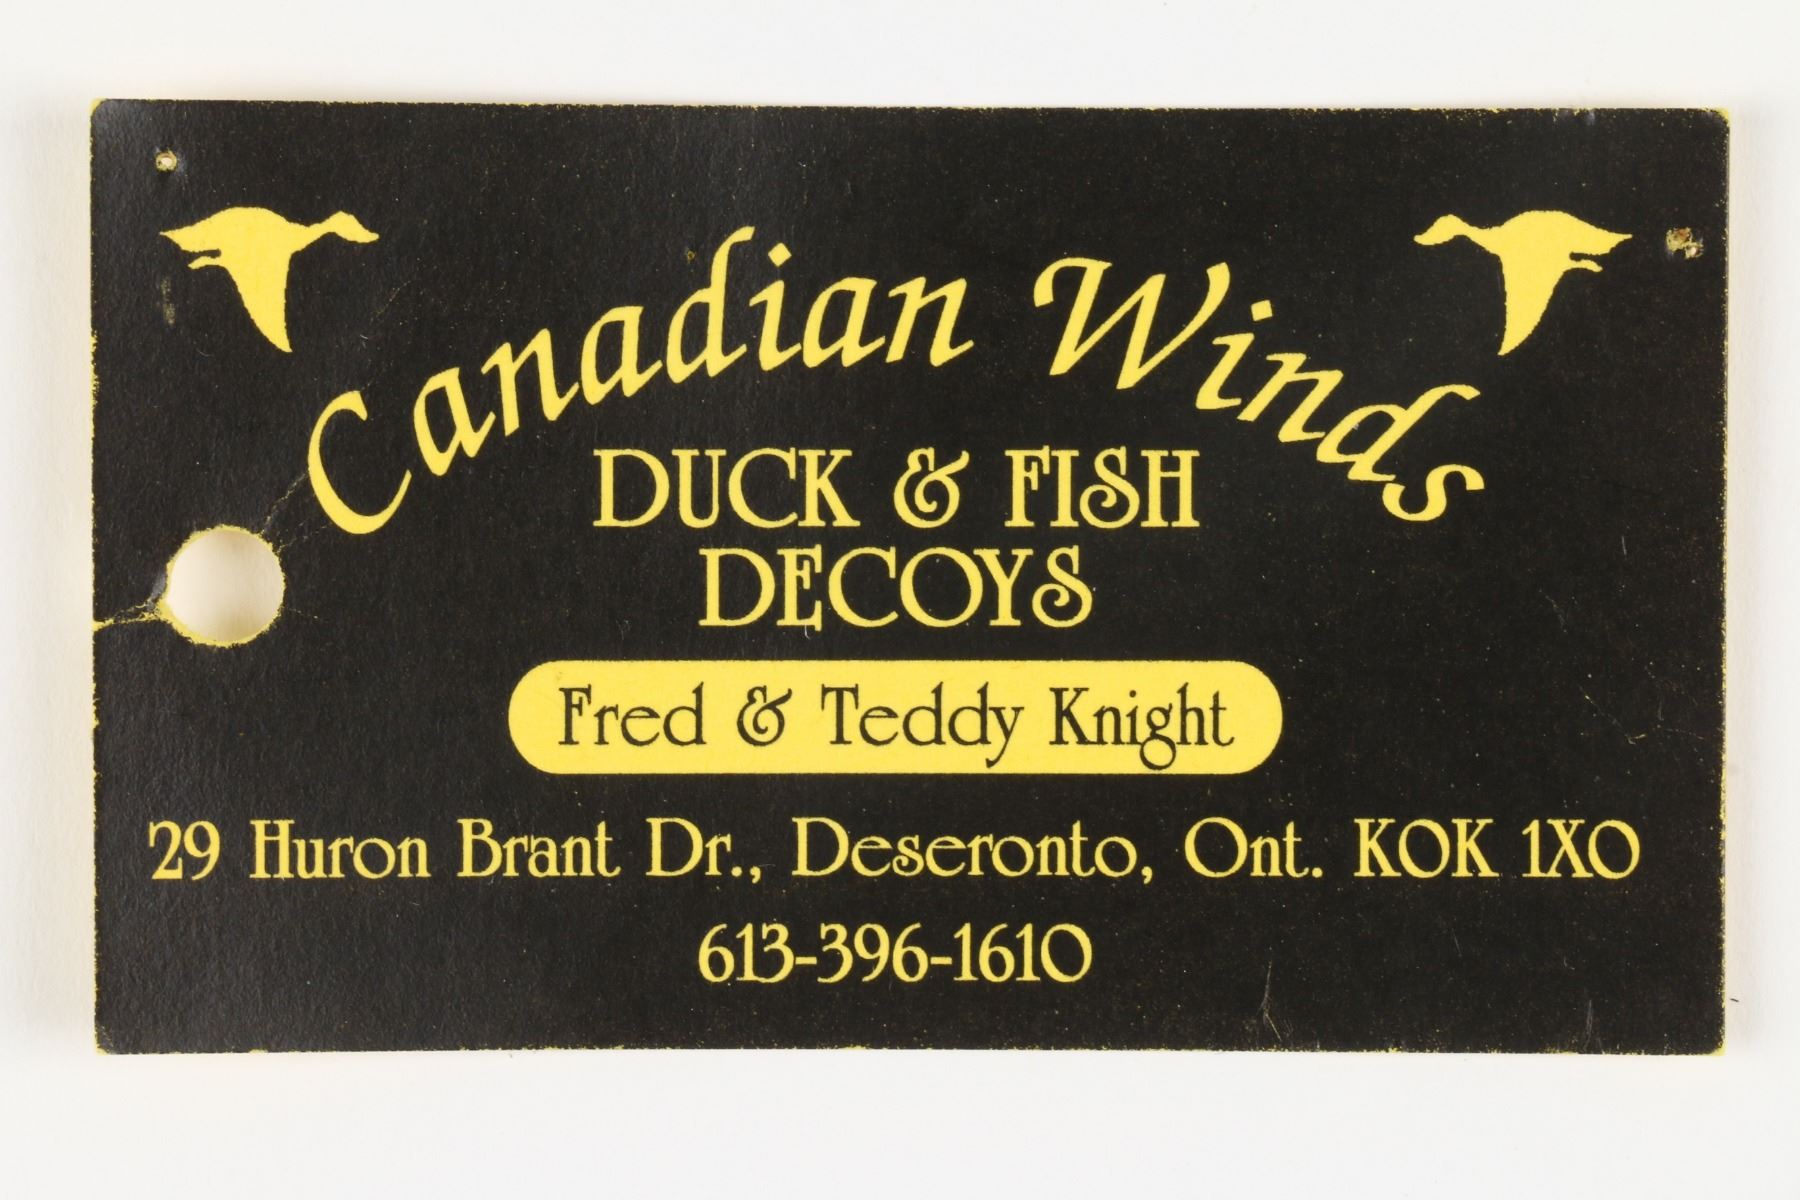 Canadian Winds
DUCK & FISH
DECOYS
Fred & Teddy Knight
29 Huron Brant Dr., Deseronto, Ont. KOK 1XO
613-396-1610